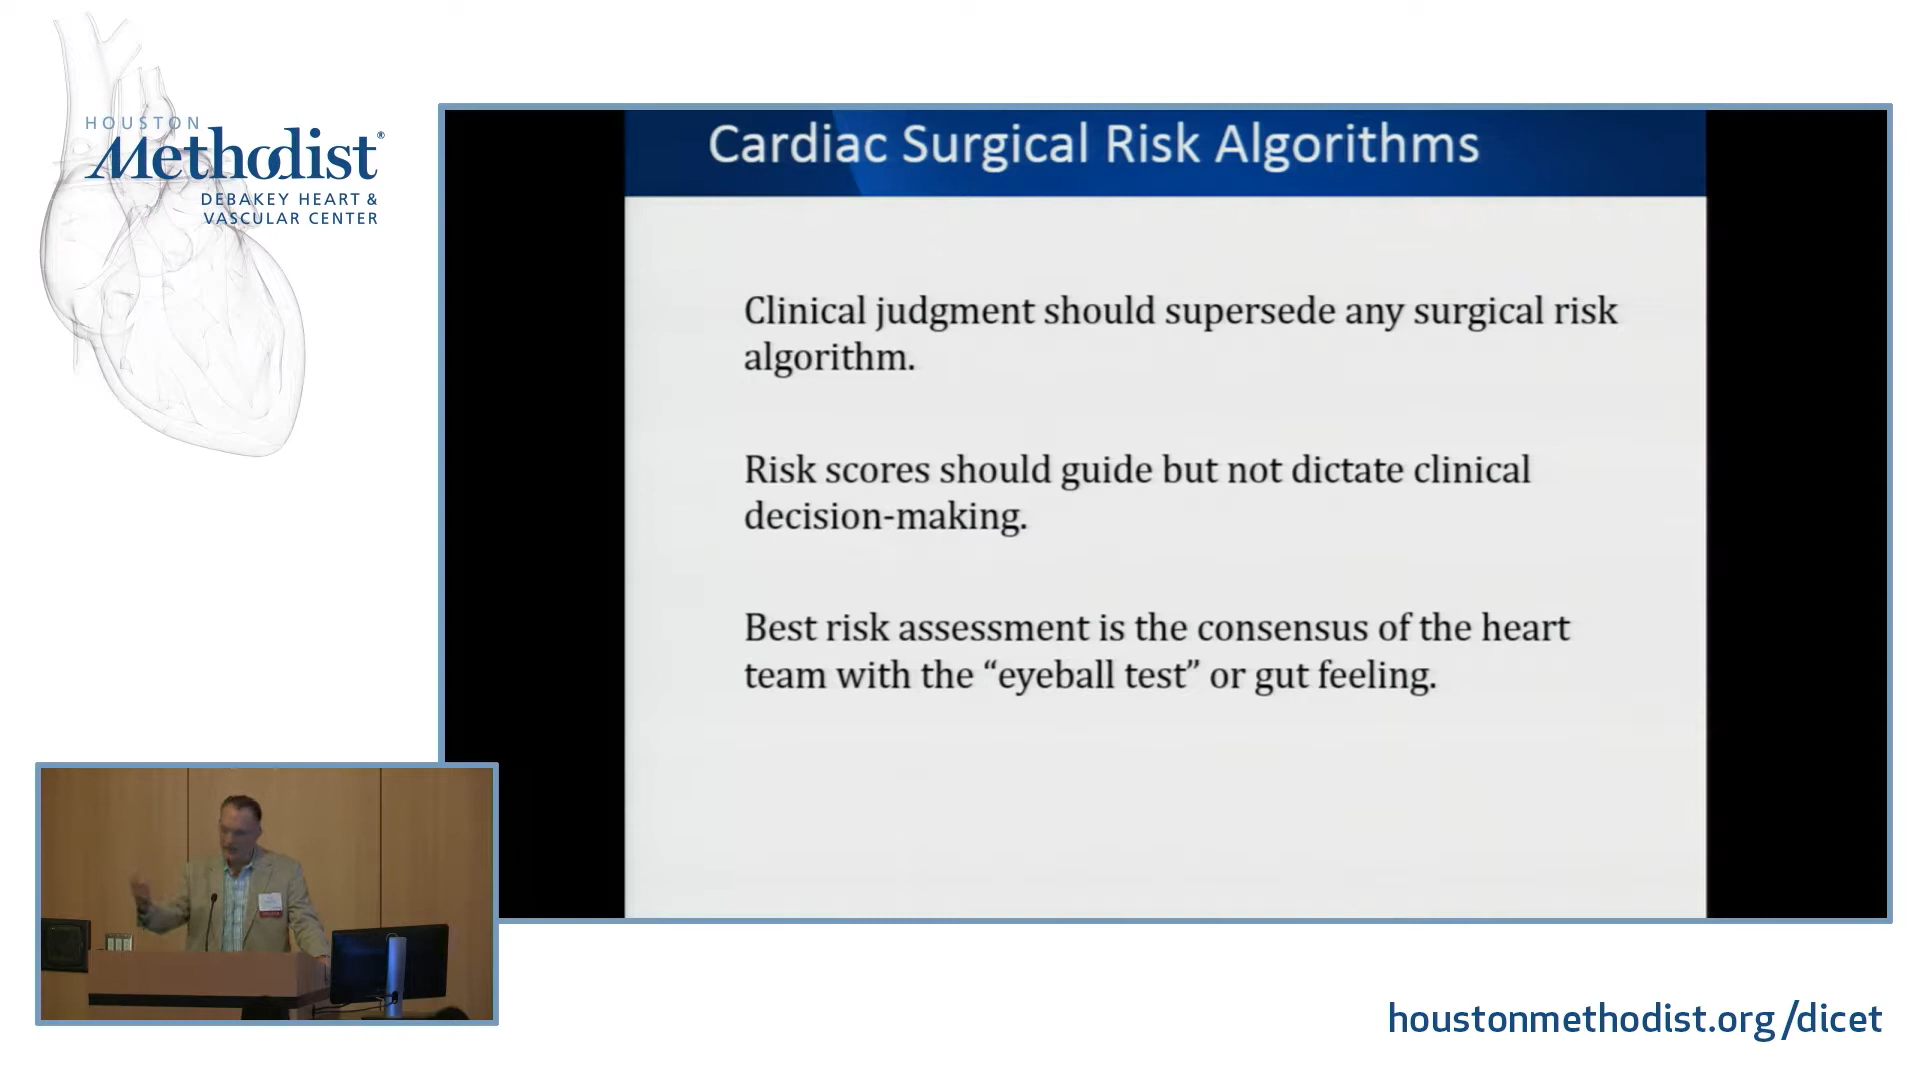 HOUSTON
Methodist®
DEBAKEY HEART &
VASCULAR CENTER
Cardiac Surgical Risk Algorithms
Clinical judgment should supersede any surgical risk
algorithm.
Risk scores should guide but not dictate clinical
decision-making.
Best risk assessment is the consensus of the heart
team with the “eyeball test” or gut feeling.
houstonmethodist.org/dicet